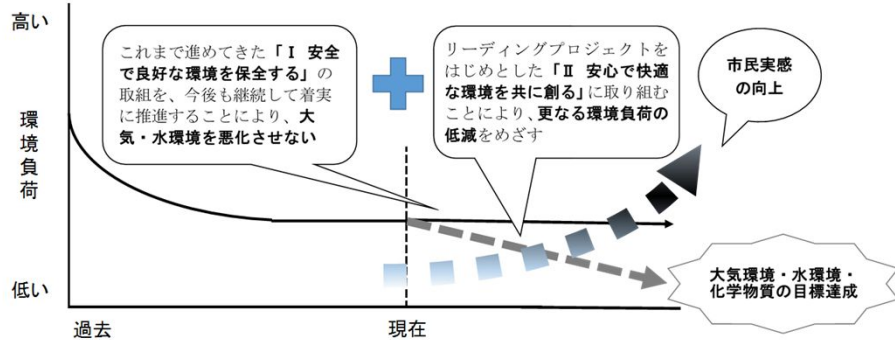 高い
環境負荷
低い
過去
現在
これまで進めてきた「Ⅰ 安全
で良好な環境を保全する」の
取組を、今後も継続して着実
に推進することにより、大
気・水環境を悪化させない
リーディングプロジェクトを
はじめとした「Ⅱ 安心で快適
な環境を共に創る」に取り組む
ことにより、更なる環境負荷の
低減をめざす
市民実感
の向上
大気環境・水環境・
化学物質の目標達成